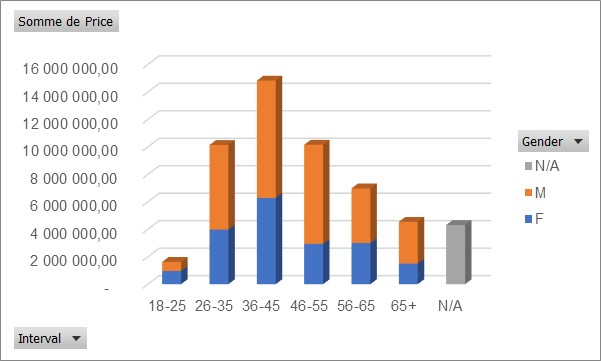 Somme de Price
16 000 000,00
14 000 000,00
12 000 000,00
10 000 000,00
8 000 000,00
6 000 000,00
4 000 000,00
2 000 000,00
-
18-25 26-35 36-45 46-55 56-65 65+ N/A
Gender
N/A
M
F
Interval